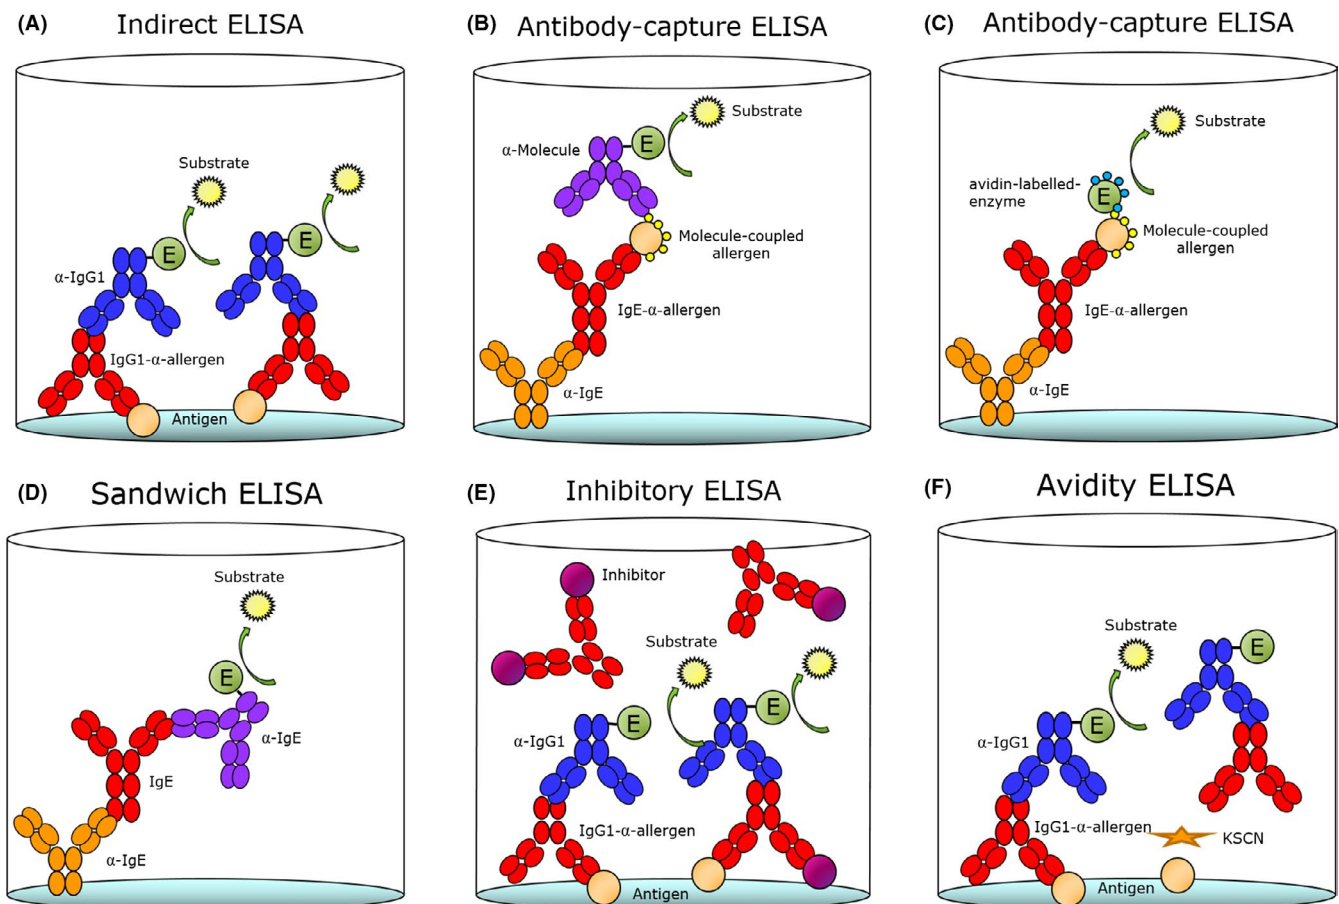 (A) Indirect ELISA
Substrate
E
E
α-IgG1
IgG1-α-allergen
Antigen
(B) Antibody-capture ELISA
Substrate
E
α-Molecule
Molecule-coupled
allergen
IgE-α-allergen
α-IgE
(C) Antibody-capture ELISA
Substrate
avidin-labelled-
enzyme
E
Molecule-coupled
allergen
IgE-α-allergen
α-IgE
(D) Sandwich ELISA
Substrate
E
α-IgE
IgE
α-IgE
(E) Inhibitory ELISA
Inhibitor
Substrate
E
E
α-IgG1
IgG1-α-allergen
Antigen
(F) Avidity ELISA
Substrate
E
E
α-IgG1
IgG1-α-allergen
KSCN
Antigen